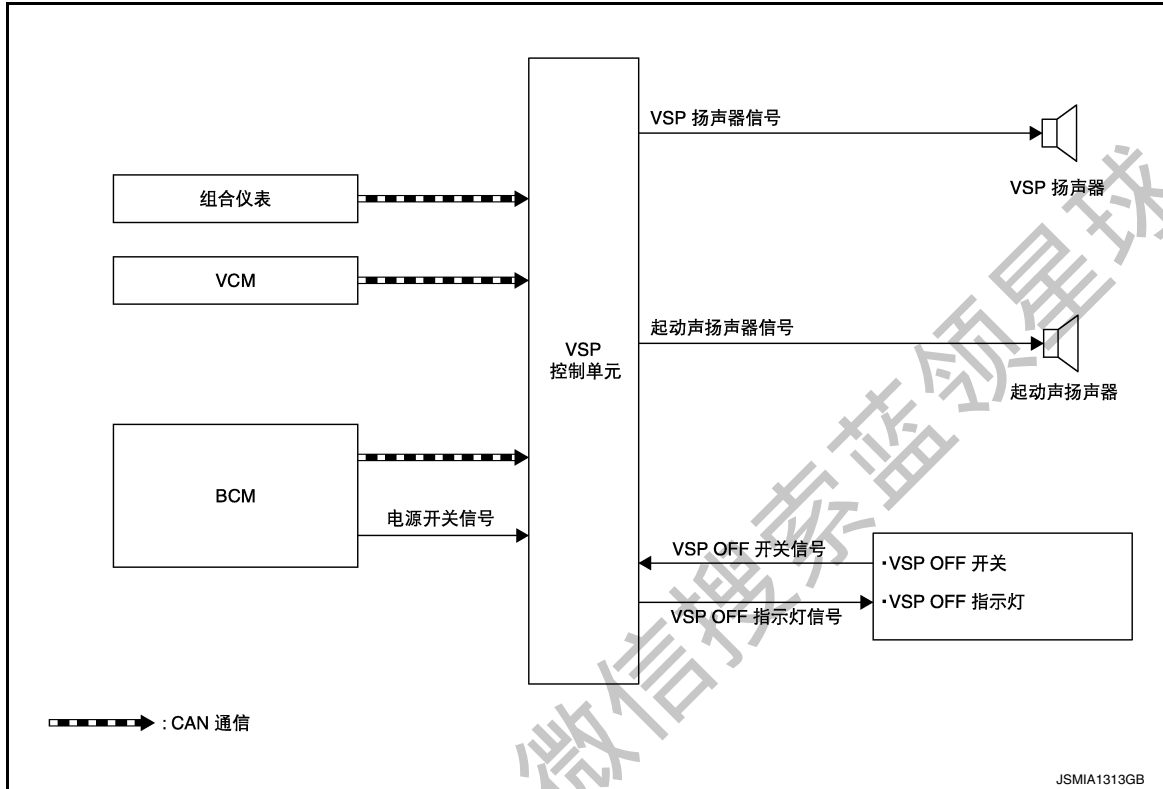 VSP 扬声器信号
VSP 扬声器
组合仪表
VCM
起动声扬声器信号
起动声扬声器
VSP
控制单元
BCM
电源开关信号
VSP OFF 开关信号
·VSP OFF 开关
·VSP OFF 指示灯
VSP OFF 指示灯信号
: CAN 通信
微信搜索蓝领星球
JSMIA1313GB